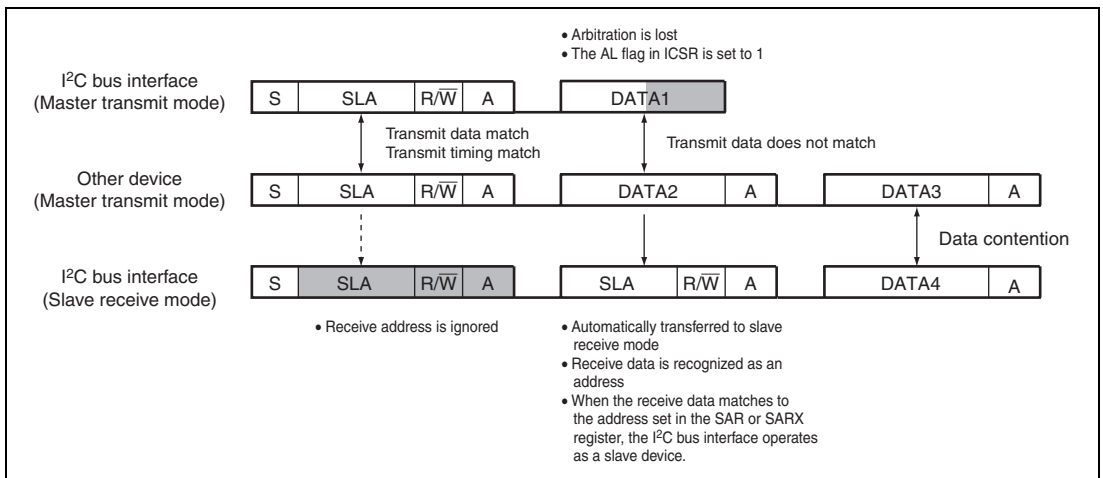 • Arbitration is lost
• The AL flag in ICSR is set to 1
I²C bus interface
(Master transmit mode)
S SLA R/W̅ A DATA1
Transmit data match
Transmit timing match
Transmit data does not match
Other device
(Master transmit mode)
S SLA R/W̅ A DATA2 A DATA3 A
Data contention
I²C bus interface
(Slave receive mode)
S SLA R/W̅ A SLA R/W̅ A DATA4 A
• Receive address is ignored
• Automatically transferred to slave
receive mode
• Receive data is recognized as an
address
• When the receive data matches to
the address set in the SAR or SARX
register, the I²C bus interface operates
as a slave device.